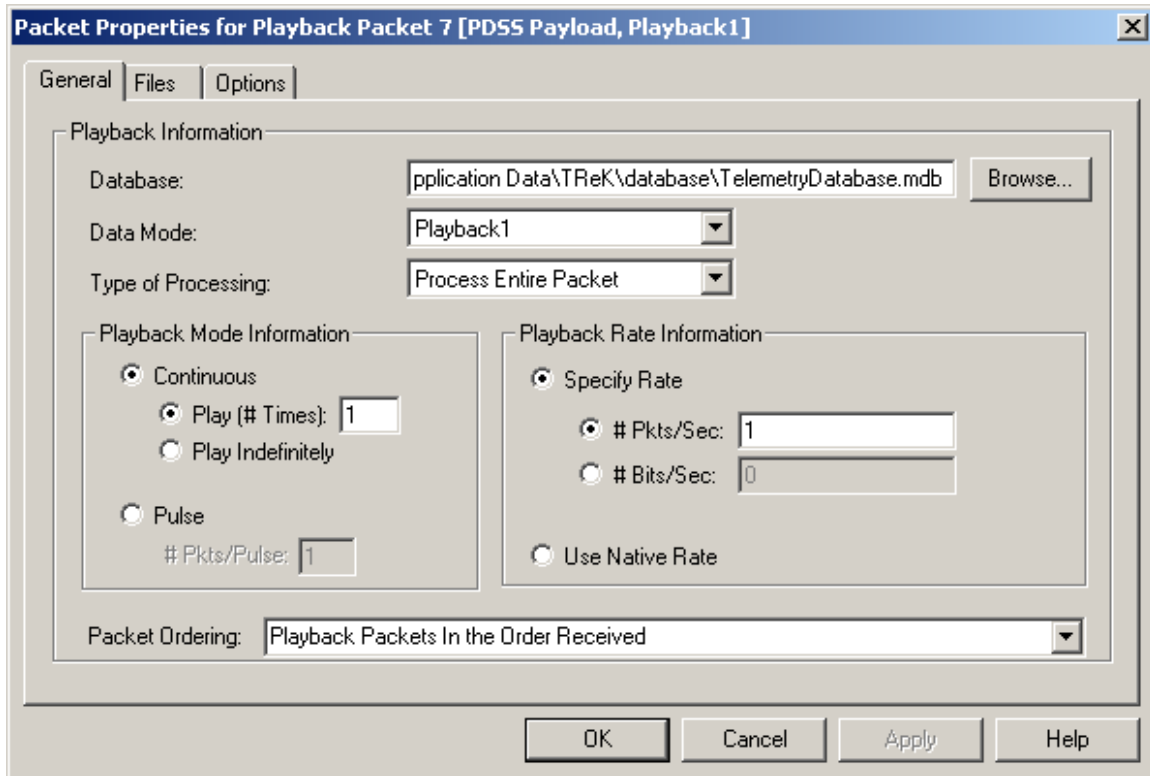 Packet Properties for Playback Packet 7 [PDSS Payload, Playback1]
General Files Options
Playback Information
Database: pplication Data\TReK\database\TelemetryDatabase.mdb Browse...
Data Mode: Playback1
Type of Processing: Process Entire Packet
Playback Mode Information
Continuous
Play (# Times): 1
Play Indefinitely
Pulse
# Pkts/Pulse: 1
Playback Rate Information
Specify Rate
# Pkts/Sec: 1
# Bits/Sec: 0
Use Native Rate
Packet Ordering: Playback Packets In the Order Received
OK Cancel Apply Help